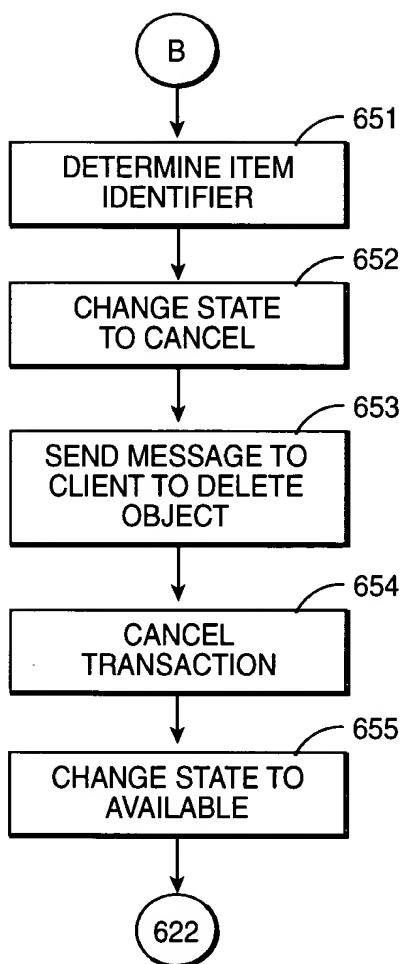 B
651
DETERMINE ITEM
IDENTIFIER
652
CHANGE STATE
TO CANCEL
653
SEND MESSAGE TO
CLIENT TO DELETE
OBJECT
654
CANCEL
TRANSACTION
655
CHANGE STATE TO
AVAILABLE
622